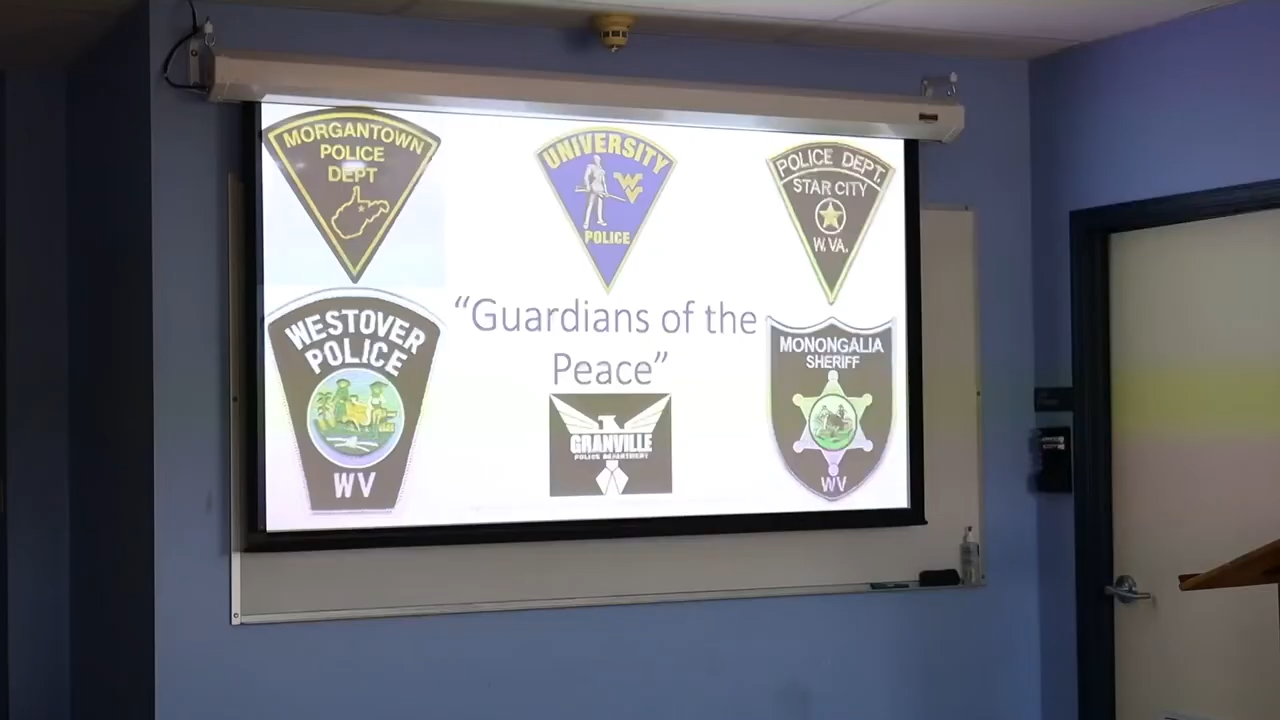 MORGANTOWN
POLICE
DEPT
UNIVERSITY
WV
POLICE
POLICE DEPT.
STAR CITY
W. VA.
WESTOVER
POLICE
WV
“Guardians of the
Peace”
GRANVILLE
POLICE DEPARTMENT
MONONGALIA
SHERIFF
WV